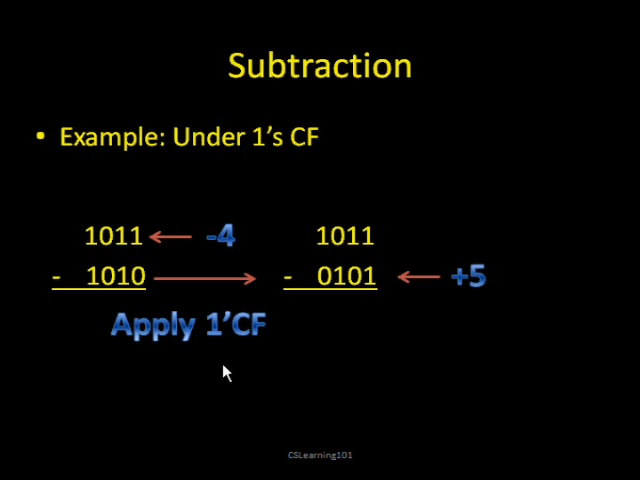 Subtraction
• Example: Under 1's CF
1011 -4 1011
- 1010 - 0101 +5
Apply 1'CF
CSLearning101